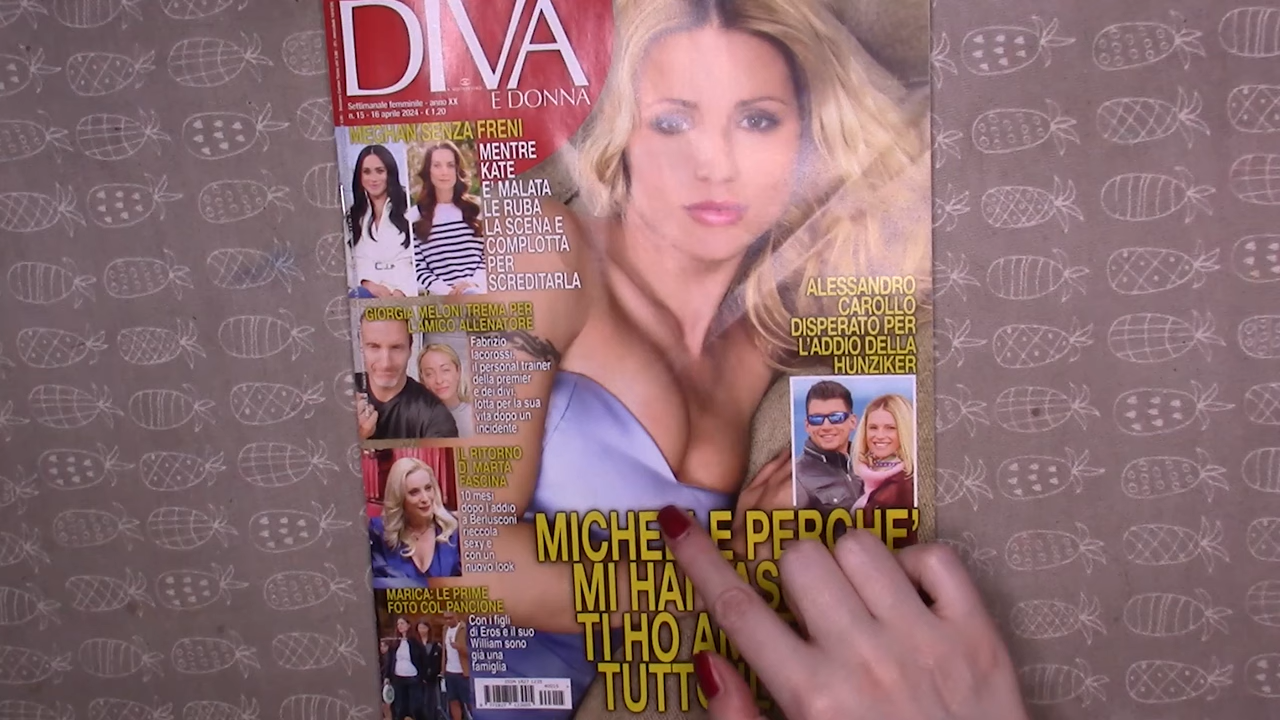 DIVA
E DONNA
Settimanale femminile - anno XX
n. 15 - 16 aprile 2024 - € 1,20
MEGHAN SENZA FRENI
MENTRE
KATE
E' MALATA
LE RUBA
LA SCENA E
COMPLOTTA
PER
SCREDITARLA
GIORGIA MELONI TREMA PER
L'AMICO ALLENATORE
Fabrizio
Iacorossi,
il personal trainer
della premier
e dei divi,
lotta per la sua
vita dopo un
incidente
IL RITORNO
DI MARTA
FASCINA
10 mesi
dopo l'addio
a Berlusconi
rieccola
sexy e
con un
nuovo look
MARICA: LE PRIME
FOTO COL PANCIONE
Con i figli
di Eros e il suo
William sono
già una
famiglia
ALESSANDRO
CAROLLO
DISPERATO PER
L'ADDIO DELLA
HUNZIKER
MICHELLE PERCHE'
MI HAI
TI HO